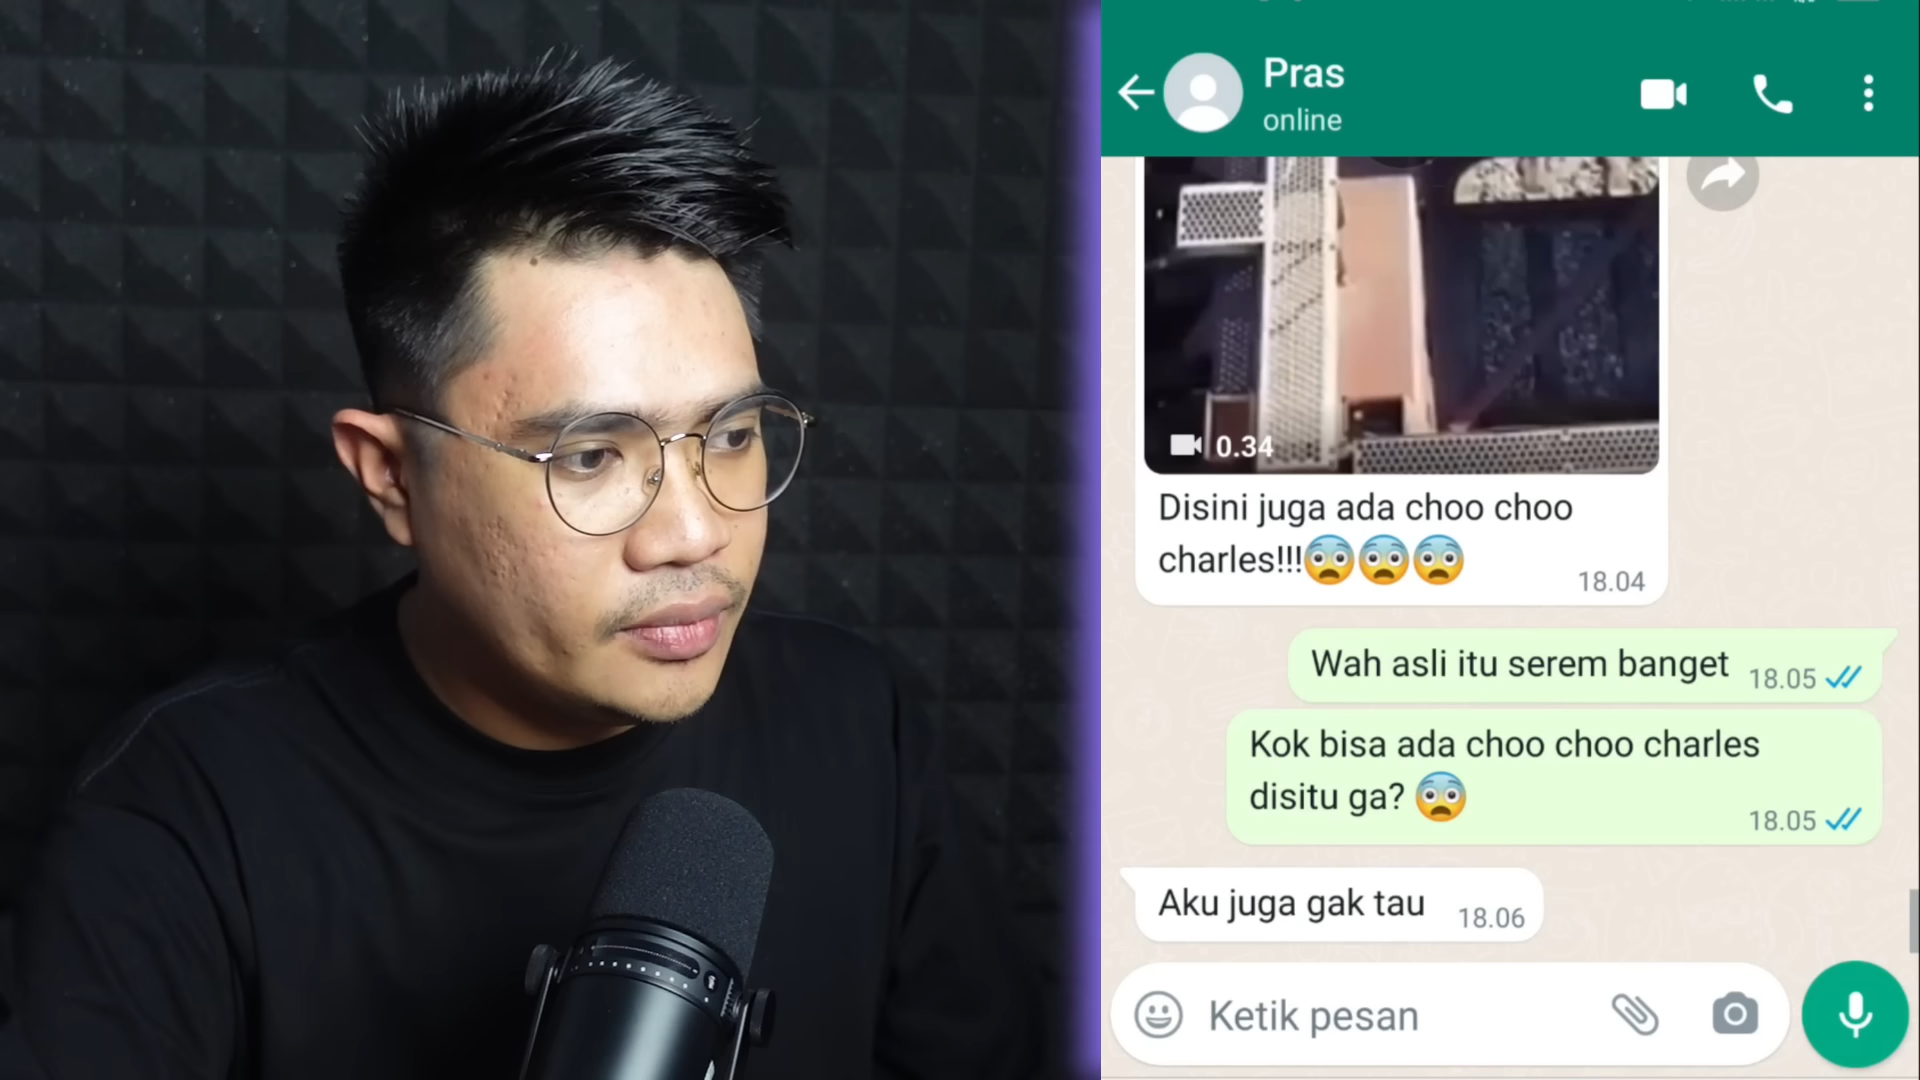 Pras
online
0.34
Disini juga ada choo choo
charles!!!😨😨😨
18.04
Wah asli itu serem banget
18.05
Kok bisa ada choo choo charles
disitu ga? 😨
18.05
Aku juga gak tau
18.06
Ketik pesan